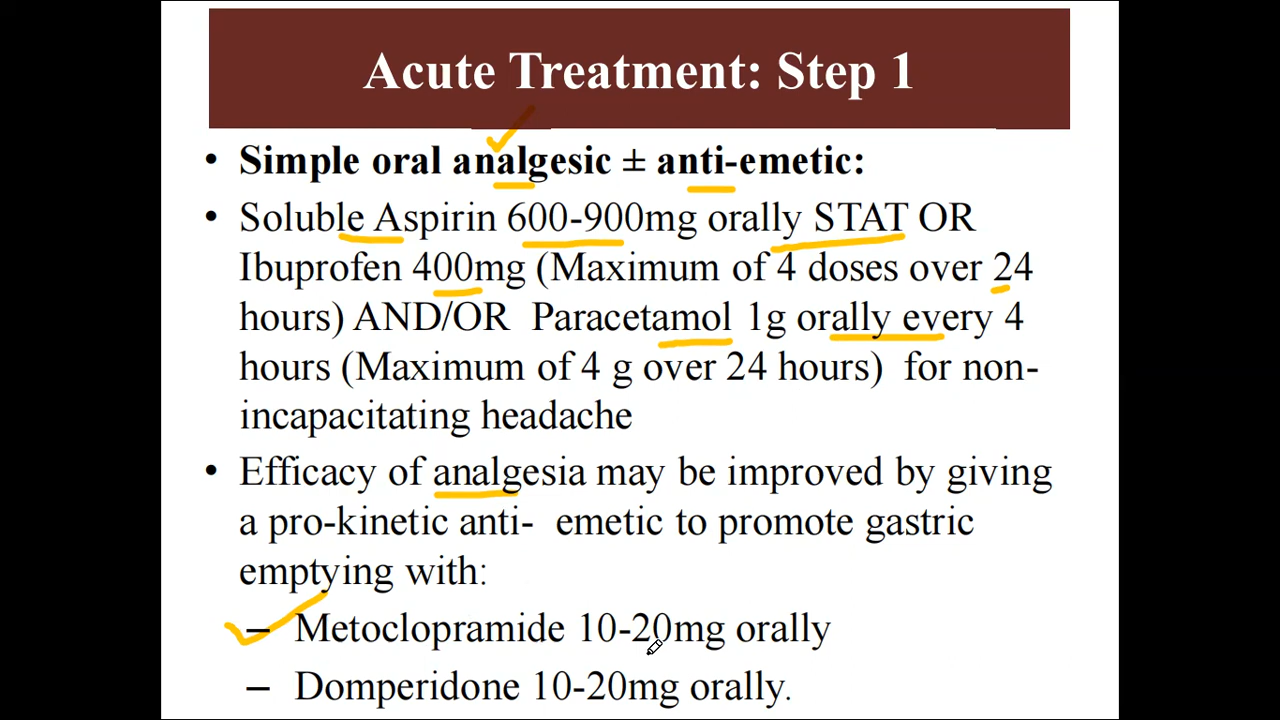 Acute Treatment: Step 1
• Simple oral analgesic ± anti-emetic:
• Soluble Aspirin 600-900mg orally STAT OR
Ibuprofen 400mg (Maximum of 4 doses over 24
hours) AND/OR Paracetamol 1g orally every 4
hours (Maximum of 4 g over 24 hours) for non-
incapacitating headache
• Efficacy of analgesia may be improved by giving
a pro-kinetic anti- emetic to promote gastric
emptying with:
– Metoclopramide 10-20mg orally
– Domperidone 10-20mg orally.